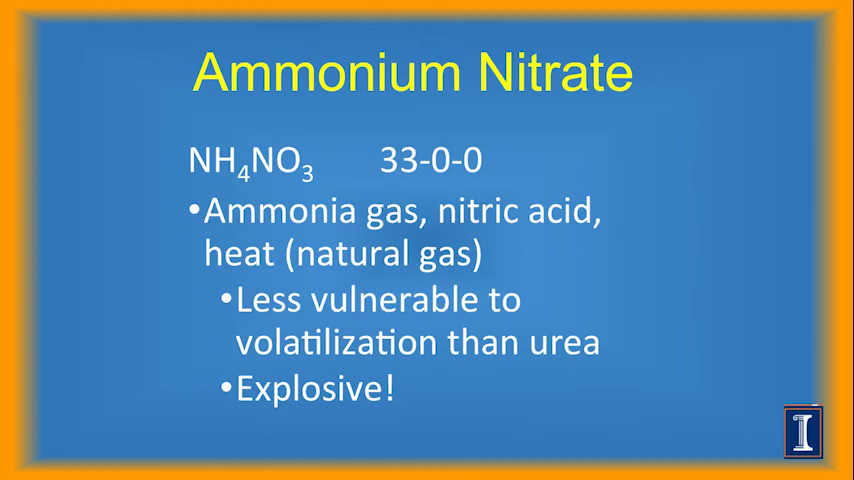 Ammonium Nitrate
NH₄NO₃ 33-0-0
•Ammonia gas, nitric acid,
heat (natural gas)
•Less vulnerable to
volatilization than urea
•Explosive!
I